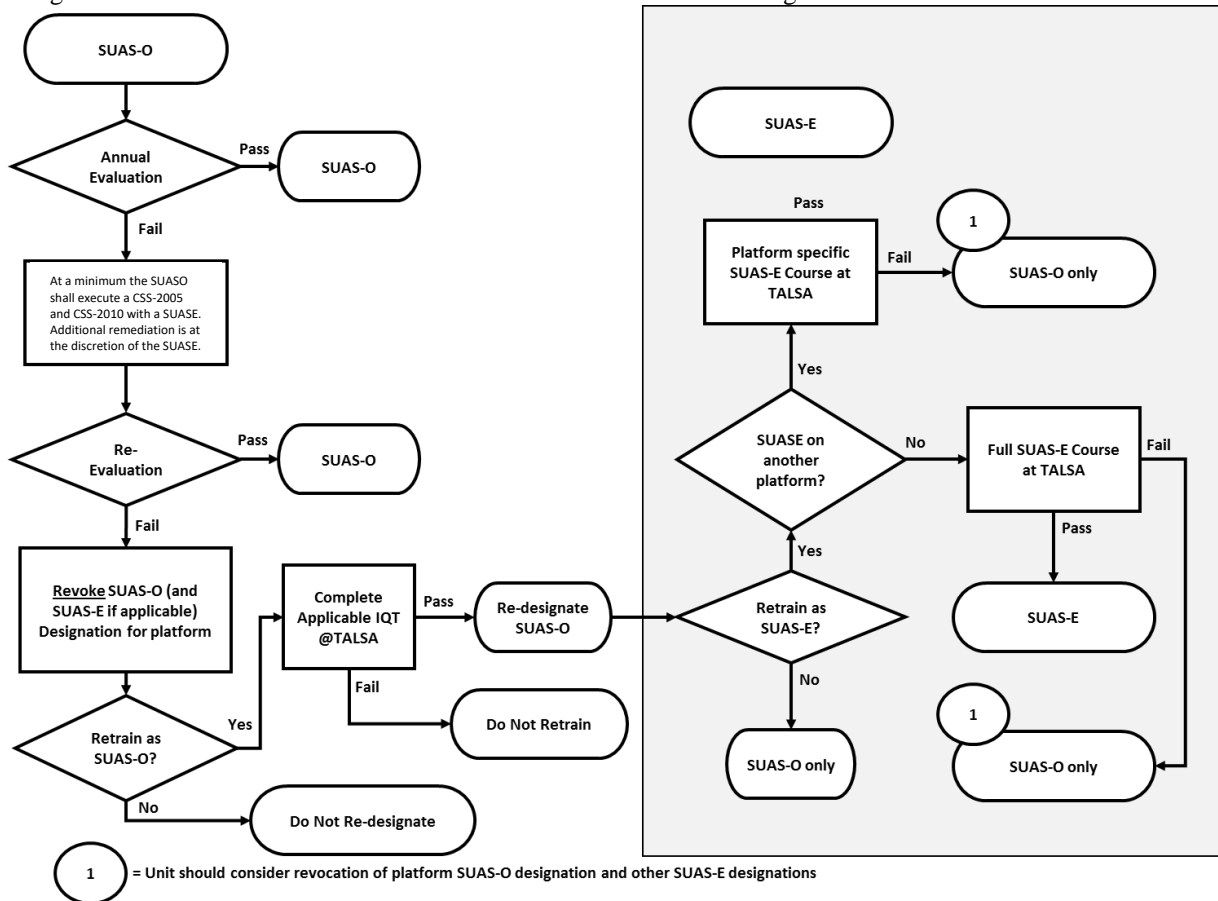 SUAS-O
Annual
Evaluation
Pass
SUAS-O
Fail
At a minimum the SUASO
shall execute a CSS-2005
and CSS-2010 with a SUASE.
Additional remediation is at
the discretion of the SUASE.
Re-
Evaluation
Pass
SUAS-O
Fail
Revoke SUAS-O (and
SUAS-E if applicable)
Designation for platform
Retrain as
SUAS-O?
Yes
No
Do Not Re-designate
Complete
Applicable IQT
@TALSA
Pass
Fail
Do Not Retrain
Re-designate
SUAS-O
SUAS-E
Pass
Platform specific
SUAS-E Course at
TALSA
Fail
1
SUAS-O only
Yes
SUASE on
another
platform?
No
Full SUAS-E Course
at TALSA
Fail
Pass
SUAS-E
Yes
Retrain as
SUAS-E?
No
SUAS-O only
1
SUAS-O only
1
= Unit should consider revocation of platform SUAS-O designation and other SUAS-E designations